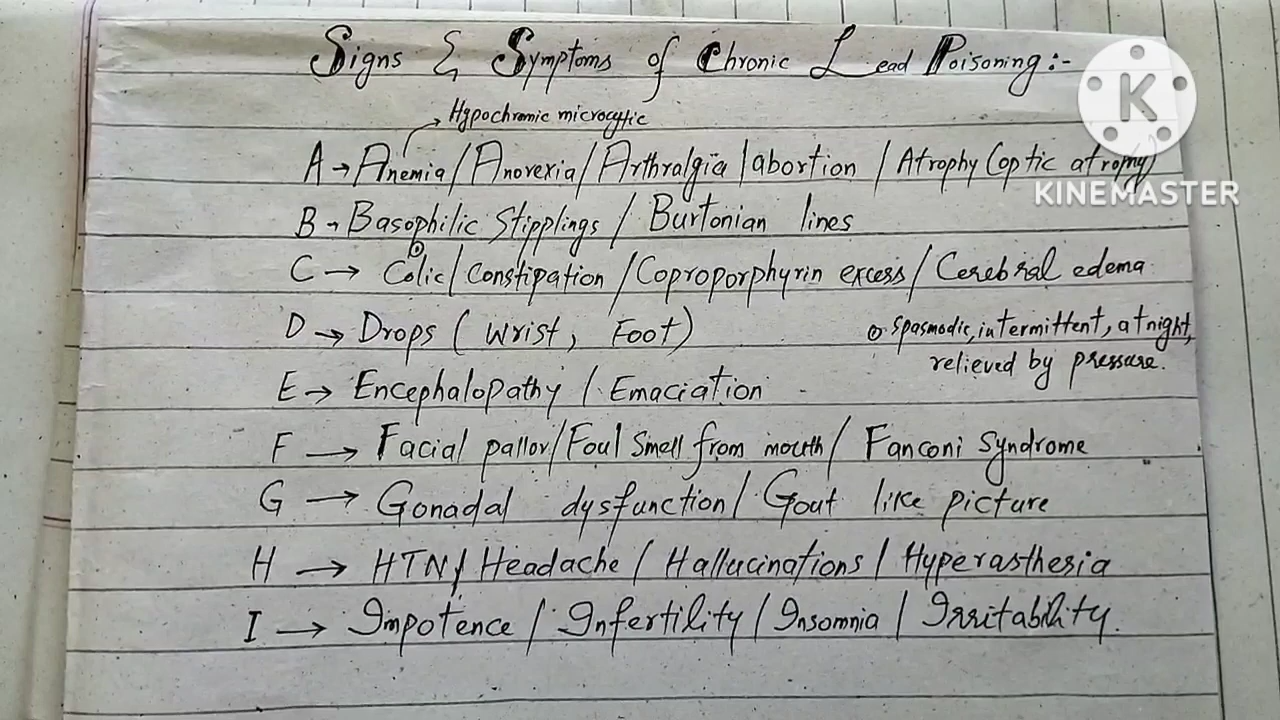 Signs & Symptoms of Chronic Lead Poisoning:-
Hypochromic microcytic
A → Anemia / Anorexia / Arthralgia / abortion / Atrophy (optic atrophy)
B → Basophilic Stipplings / Burtonian lines
C → Colic / Constipation / Coproporphyrin excess / Cerebral edema
D → Drops ( Wrist, Foot)
⊙ Spasmodic, intermittent, at night,
relieved by pressure.
E → Encephalopathy / Emaciation
F → Facial pallor / Foul Smell from mouth / Fanconi Syndrome
G → Gonadal dysfunction / Gout like picture
H → HTN / Headache / Hallucinations / Hyperasthesia
I → Impotence / Infertility / Insomnia / Irritability.
K
KINEMASTER